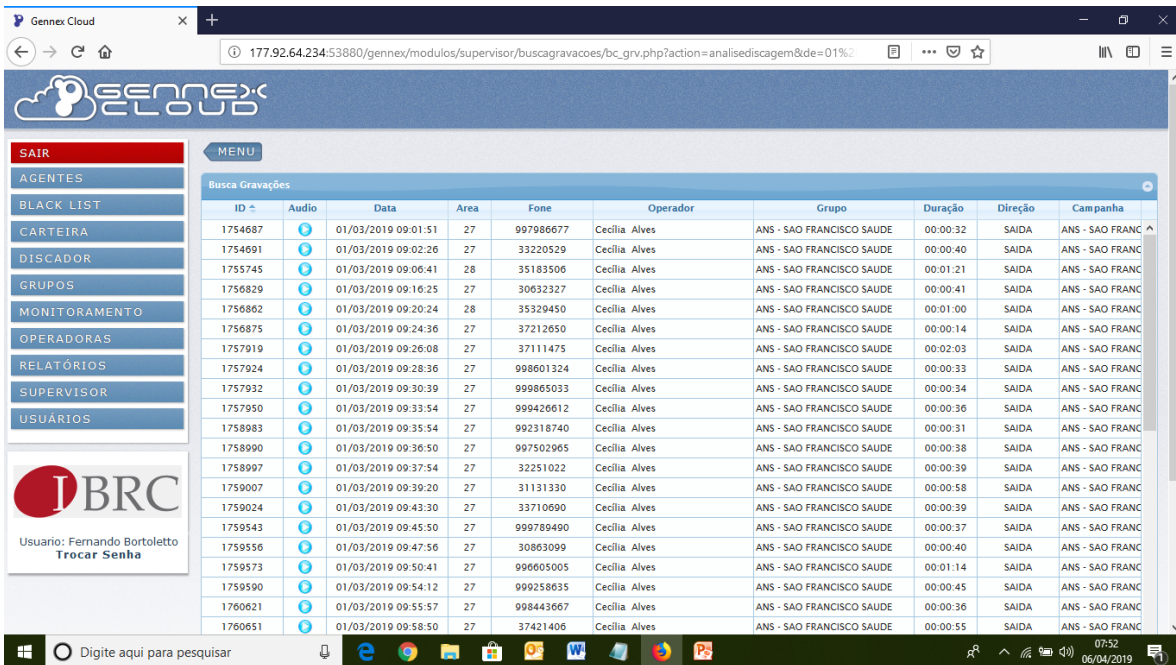 Gennex Cloud
177.92.64.234:53880/gennex/modulos/supervisor/buscagravacoes/bc_grv.php?action=analisediscagem&de=01%2
GENNEX CLOUD
SAIR
AGENTES
BLACK LIST
CARTEIRA
DISCADOR
GRUPOS
MONITORAMENTO
OPERADORAS
RELATÓRIOS
SUPERVISOR
USUÁRIOS
IBRC
Usuario: Fernando Bortoletto
Trocar Senha
MENU
Busca Gravações
ID Audio Data Area Fone Operador Grupo Duração Direção Campanha
1754687 01/03/2019 09:01:51 27 997986677 Cecília Alves ANS - SAO FRANCISCO SAUDE 00:00:32 SAIDA ANS - SAO FRANC
1754691 01/03/2019 09:02:26 27 33220529 Cecília Alves ANS - SAO FRANCISCO SAUDE 00:00:40 SAIDA ANS - SAO FRANC
1755745 01/03/2019 09:06:41 28 35183506 Cecília Alves ANS - SAO FRANCISCO SAUDE 00:01:21 SAIDA ANS - SAO FRANC
1756829 01/03/2019 09:16:25 27 30632327 Cecília Alves ANS - SAO FRANCISCO SAUDE 00:00:41 SAIDA ANS - SAO FRANC
1756862 01/03/2019 09:20:24 28 35329450 Cecília Alves ANS - SAO FRANCISCO SAUDE 00:01:00 SAIDA ANS - SAO FRANC
1756875 01/03/2019 09:24:36 27 37212650 Cecília Alves ANS - SAO FRANCISCO SAUDE 00:00:14 SAIDA ANS - SAO FRANC
1757919 01/03/2019 09:26:08 27 37111475 Cecília Alves ANS - SAO FRANCISCO SAUDE 00:02:03 SAIDA ANS - SAO FRANC
1757924 01/03/2019 09:28:36 27 998601324 Cecília Alves ANS - SAO FRANCISCO SAUDE 00:00:33 SAIDA ANS - SAO FRANC
1757932 01/03/2019 09:30:39 27 999865033 Cecília Alves ANS - SAO FRANCISCO SAUDE 00:00:34 SAIDA ANS - SAO FRANC
1757950 01/03/2019 09:33:54 27 999426612 Cecília Alves ANS - SAO FRANCISCO SAUDE 00:00:36 SAIDA ANS - SAO FRANC
1758983 01/03/2019 09:35:54 27 992318740 Cecília Alves ANS - SAO FRANCISCO SAUDE 00:00:31 SAIDA ANS - SAO FRANC
1758990 01/03/2019 09:36:50 27 997502965 Cecília Alves ANS - SAO FRANCISCO SAUDE 00:00:38 SAIDA ANS - SAO FRANC
1758997 01/03/2019 09:37:54 27 32251022 Cecília Alves ANS - SAO FRANCISCO SAUDE 00:00:39 SAIDA ANS - SAO FRANC
1759007 01/03/2019 09:39:20 27 31131330 Cecília Alves ANS - SAO FRANCISCO SAUDE 00:00:58 SAIDA ANS - SAO FRANC
1759024 01/03/2019 09:43:30 27 33710690 Cecília Alves ANS - SAO FRANCISCO SAUDE 00:00:39 SAIDA ANS - SAO FRANC
1759543 01/03/2019 09:45:50 27 999789490 Cecília Alves ANS - SAO FRANCISCO SAUDE 00:00:37 SAIDA ANS - SAO FRANC
1759556 01/03/2019 09:47:56 27 30863099 Cecília Alves ANS - SAO FRANCISCO SAUDE 00:00:40 SAIDA ANS - SAO FRANC
1759573 01/03/2019 09:50:41 27 996605005 Cecília Alves ANS - SAO FRANCISCO SAUDE 00:01:14 SAIDA ANS - SAO FRANC
1759590 01/03/2019 09:54:12 27 999258635 Cecília Alves ANS - SAO FRANCISCO SAUDE 00:00:45 SAIDA ANS - SAO FRANC
1760621 01/03/2019 09:55:57 27 998443667 Cecília Alves ANS - SAO FRANCISCO SAUDE 00:00:36 SAIDA ANS - SAO FRANC
1760651 01/03/2019 09:58:50 27 37421406 Cecília Alves ANS - SAO FRANCISCO SAUDE 00:00:55 SAIDA ANS - SAO FRANC
Digite aqui para pesquisar
07:52
06/04/2019